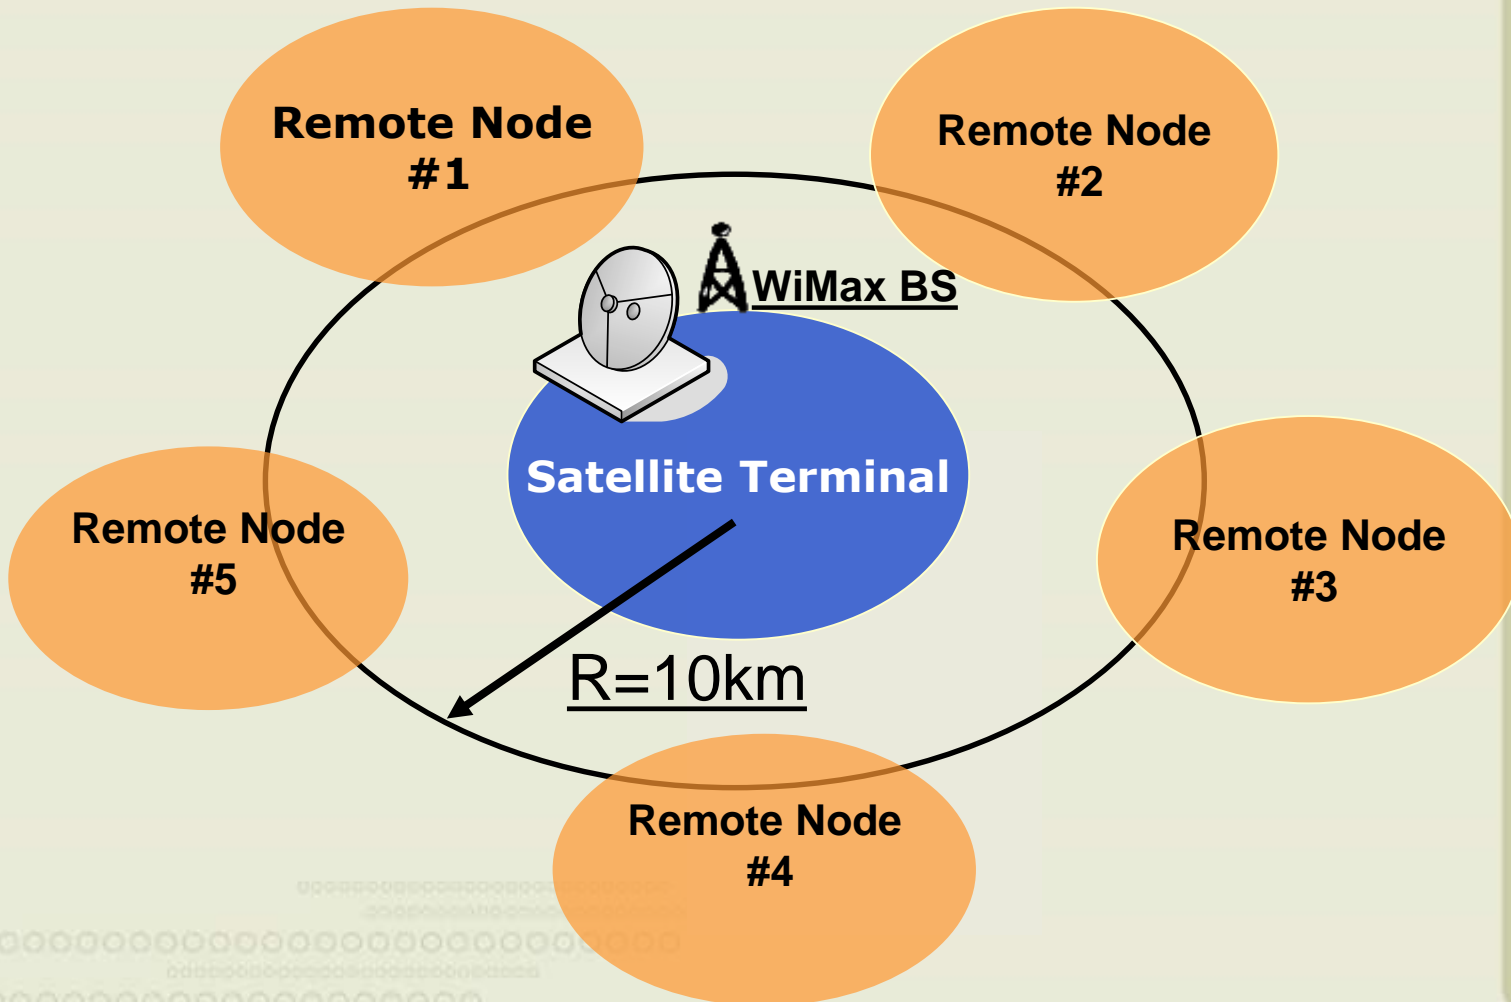 Remote Node
#1
Remote Node
#2
WiMax BS
Satellite Terminal
Remote Node
#5
Remote Node
#3
R=10km
Remote Node
#4